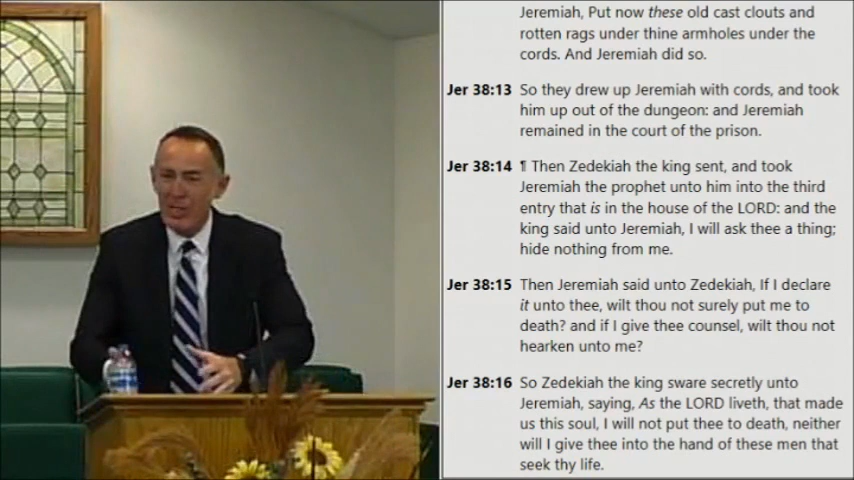 Jeremiah, Put now these old cast clouts and
rotten rags under thine armholes under the
cords. And Jeremiah did so.
Jer 38:13 So they drew up Jeremiah with cords, and took
him up out of the dungeon: and Jeremiah
remained in the court of the prison.
Jer 38:14 ¶ Then Zedekiah the king sent, and took
Jeremiah the prophet unto him into the third
entry that is in the house of the LORD: and the
king said unto Jeremiah, I will ask thee a thing;
hide nothing from me.
Jer 38:15 Then Jeremiah said unto Zedekiah, If I declare
it unto thee, wilt thou not surely put me to
death? and if I give thee counsel, wilt thou not
hearken unto me?
Jer 38:16 So Zedekiah the king sware secretly unto
Jeremiah, saying, As the LORD liveth, that made
us this soul, I will not put thee to death, neither
will I give thee into the hand of these men that
seek thy life.